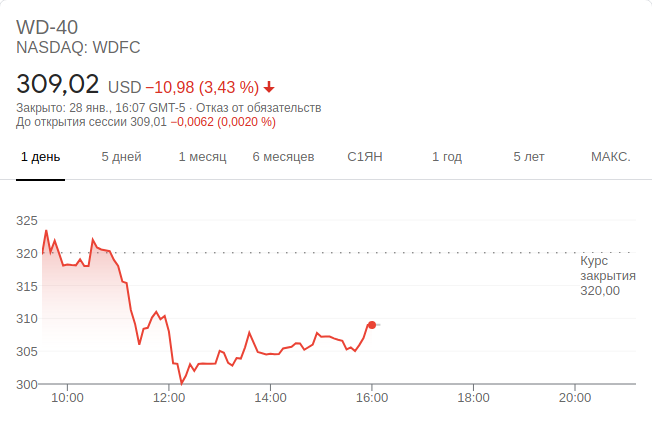 WD-40
NASDAQ: WDFC
309,02 USD −10,98 (3,43 %)
Закрыто: 28 янв., 16:07 GMT-5 · Отказ от обязательств
До открытия сессии 309,01 −0,0062 (0,0020 %)
1 день 5 дней 1 месяц 6 месяцев С1ЯН 1 год 5 лет МАКС.
325
320
Курс
закрытия
320,00
315
310
305
300
10:00 12:00 14:00 16:00 18:00 20:00